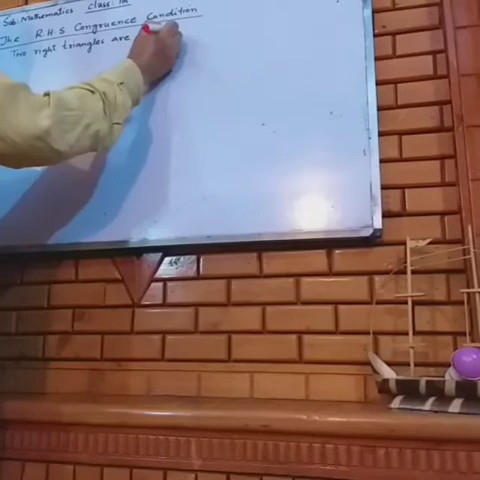 Sub: Mathematics class: 
The R.H.S Congruence Condition
Two right triangles are